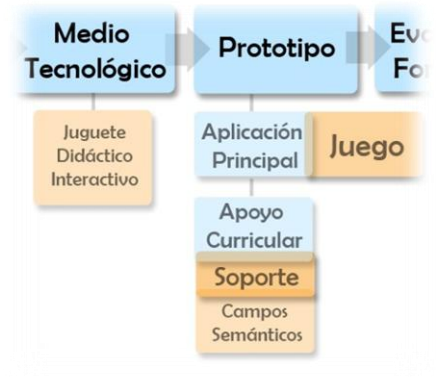 Medio
Tecnológico
Prototipo
Juguete
Didáctico
Interactivo
Aplicación
Principal
Juego
Apoyo
Curricular
Soporte
Campos
Semánticos